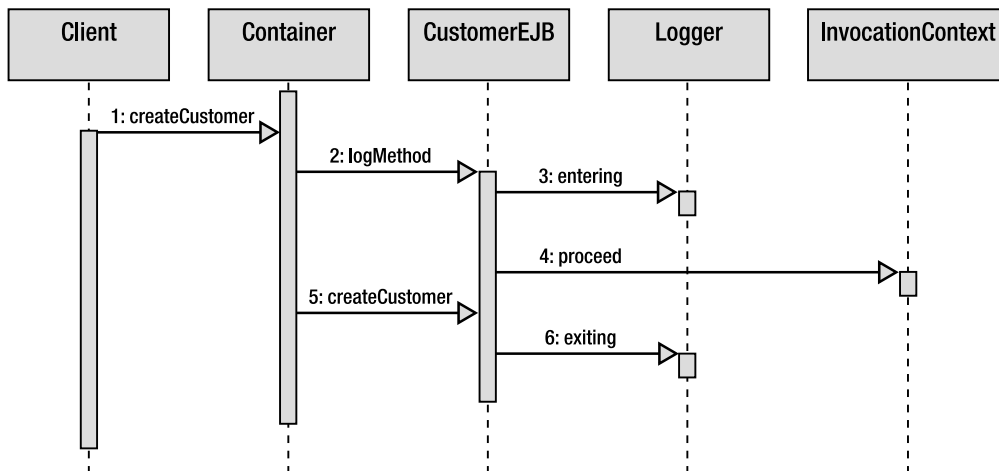 Client
Container
CustomerEJB
Logger
InvocationContext
1: createCustomer
2: logMethod
3: entering
4: proceed
5: createCustomer
6: exiting